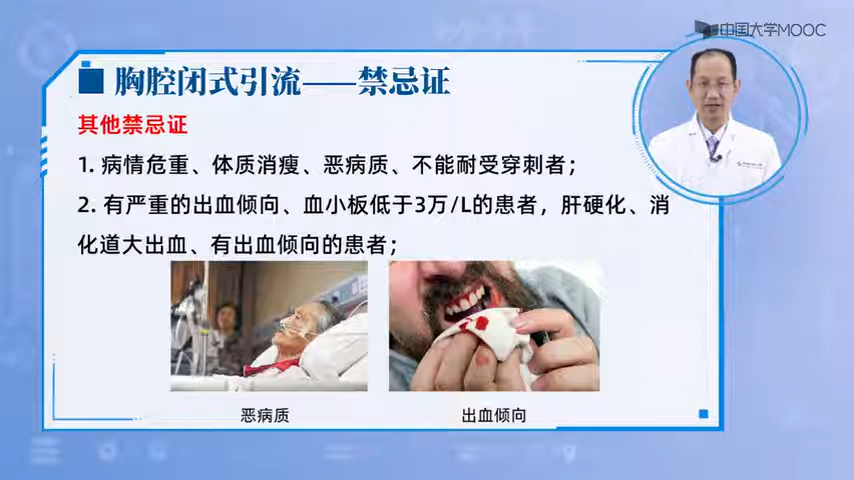 中国大学MOOC
胸腔闭式引流——禁忌证
其他禁忌证
1. 病情危重、体质消瘦、恶病质、不能耐受穿刺者；
2. 有严重的出血倾向、血小板低于3万/L的患者，肝硬化、消
化道大出血、有出血倾向的患者；
恶病质
出血倾向